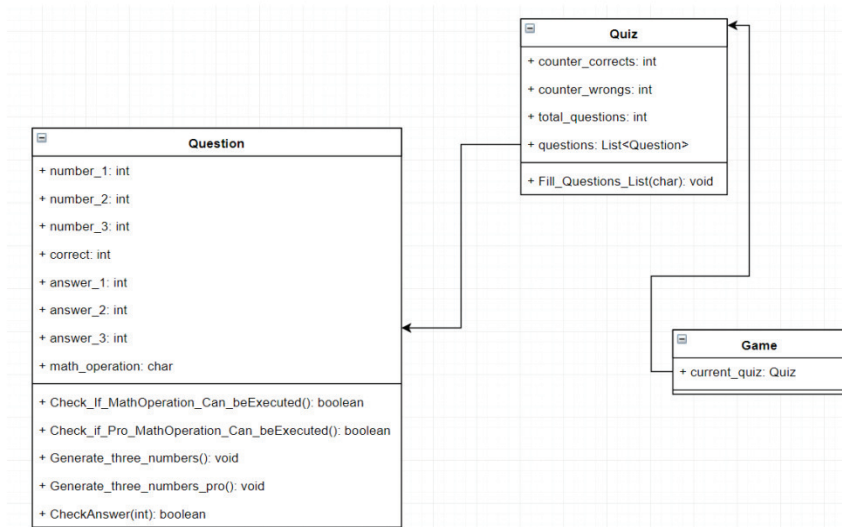 Quiz
+ counter_corrects: int
+ counter_wrongs: int
+ total_questions: int
+ questions: List<Question>
+ Fill_Questions_List(char): void
Question
+ number_1: int
+ number_2: int
+ number_3: int
+ correct: int
+ answer_1: int
+ answer_2: int
+ answer_3: int
+ math_operation: char
+ Check_If_MathOperation_Can_beExecuted(): boolean
+ Check_if_Pro_MathOperation_Can_beExecuted(): boolean
+ Generate_three_numbers(): void
+ Generate_three_numbers_pro(): void
+ CheckAnswer(int): boolean
Game
+ current_quiz: Quiz